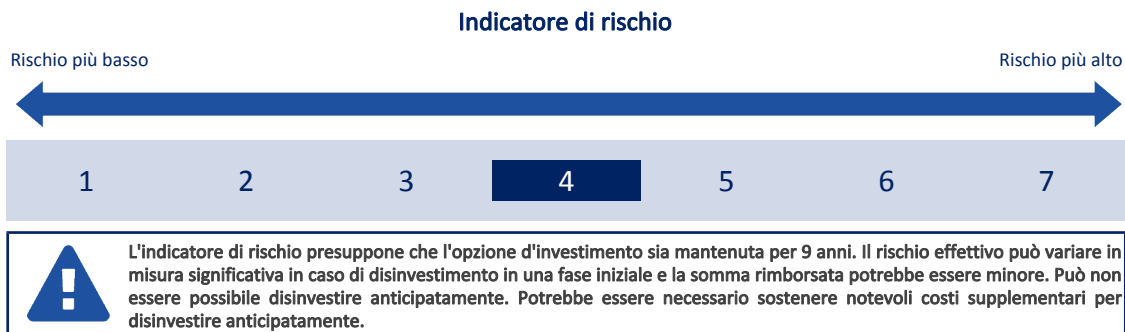 Indicatore di rischio
Rischio più basso
Rischio più alto
1 2 3 4 5 6 7
L'indicatore di rischio presuppone che l'opzione d'investimento sia mantenuta per 9 anni. Il rischio effettivo può variare in
misura significativa in caso di disinvestimento in una fase iniziale e la somma rimborsata potrebbe essere minore. Può non
essere possibile disinvestire anticipatamente. Potrebbe essere necessario sostenere notevoli costi supplementari per
disinvestire anticipatamente.